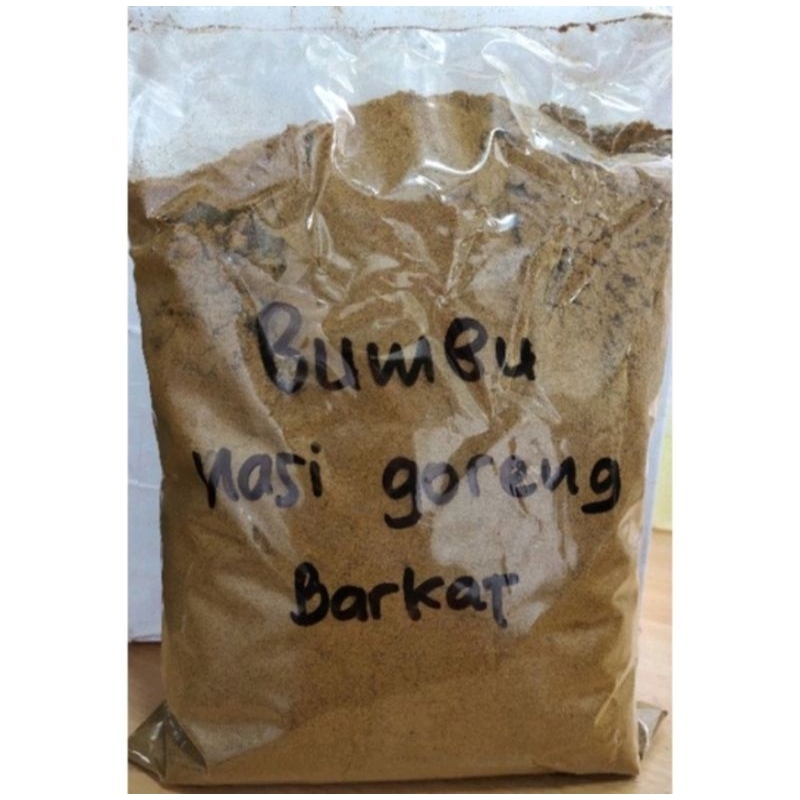 BumBu
nasi goreng
Barkat